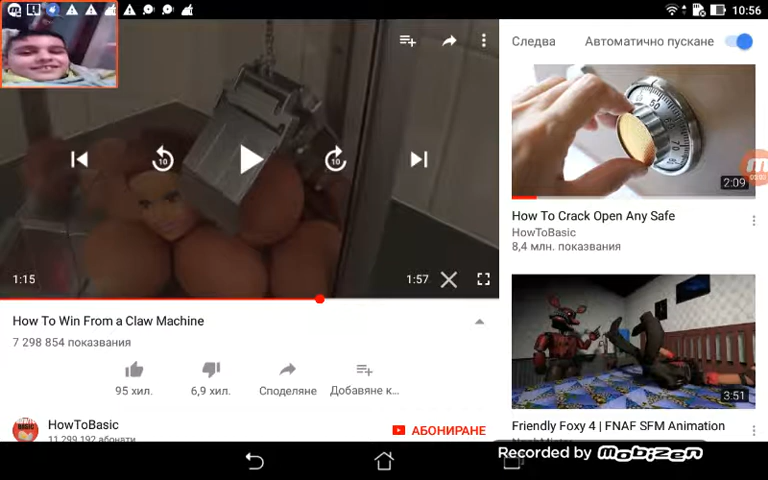 10:56
Следва
Автоматично пускане
10
10
1:15
1:57
2:09
How To Crack Open Any Safe
HowToBasic
8,4 млн. показвания
How To Win From a Claw Machine
7 298 854 показвания
95 хил.
6,9 хил.
Споделяне
Добавяне к...
3:51
Friendly Foxy 4 | FNAF SFM Animation
HowToBasic
11 299 192 абонати
АБОНИРАНЕ
Recorded by mobizen